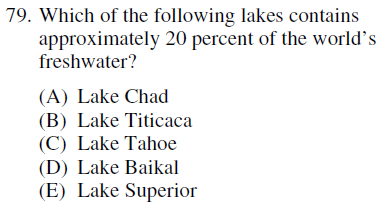 79. Which of the following lakes contains
approximately 20 percent of the world's
freshwater?
(A) Lake Chad
(B) Lake Titicaca
(C) Lake Tahoe
(D) Lake Baikal
(E) Lake Superior